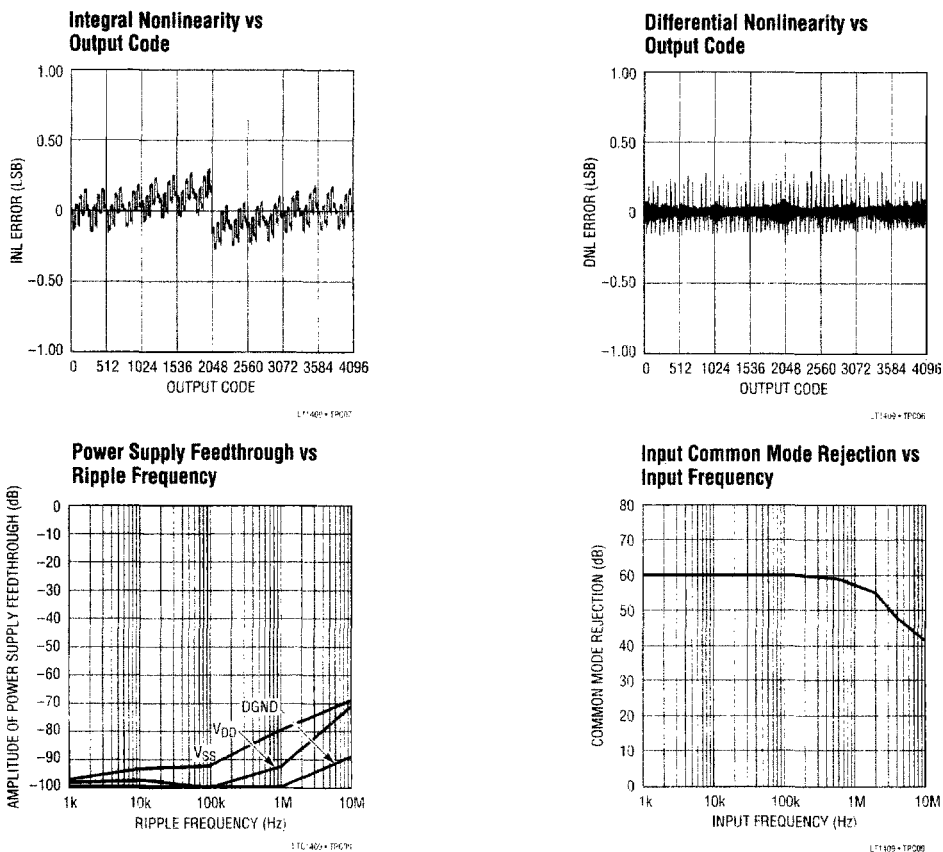 Integral Nonlinearity vs
Output Code
1.00
0.50
0
−0.50
−1.00
INL ERROR (LSB)
0 512 1024 1536 2048 2560 3072 3584 4096
OUTPUT CODE
Differential Nonlinearity vs
Output Code
1.00
0.50
0
−0.50
−1.00
DNL ERROR (LSB)
0 512 1024 1536 2048 2560 3072 3584 4096
OUTPUT CODE
Power Supply Feedthrough vs
Ripple Frequency
0
−10
−20
−30
−40
−50
−60
−70
−80
−90
−100
AMPLITUDE OF POWER SUPPLY FEEDTHROUGH (dB)
DGND
VDD
VSS
1k 10k 100k 1M 10M
RIPPLE FREQUENCY (Hz)
Input Common Mode Rejection vs
Input Frequency
80
70
60
50
40
30
20
10
0
COMMON MODE REJECTION (dB)
1k 10k 100k 1M 10M
INPUT FREQUENCY (Hz)